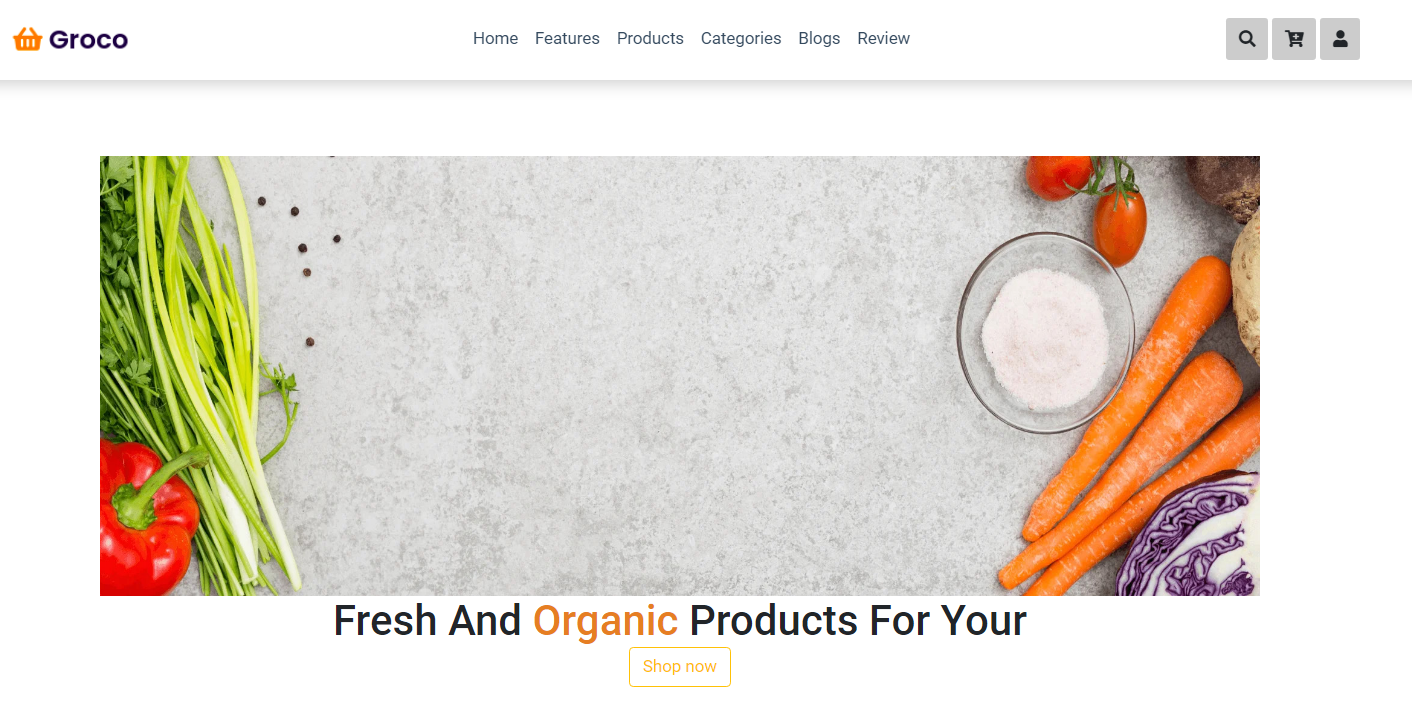 Groco
Home Features Products Categories Blogs Review
Fresh And Organic Products For Your
Shop now